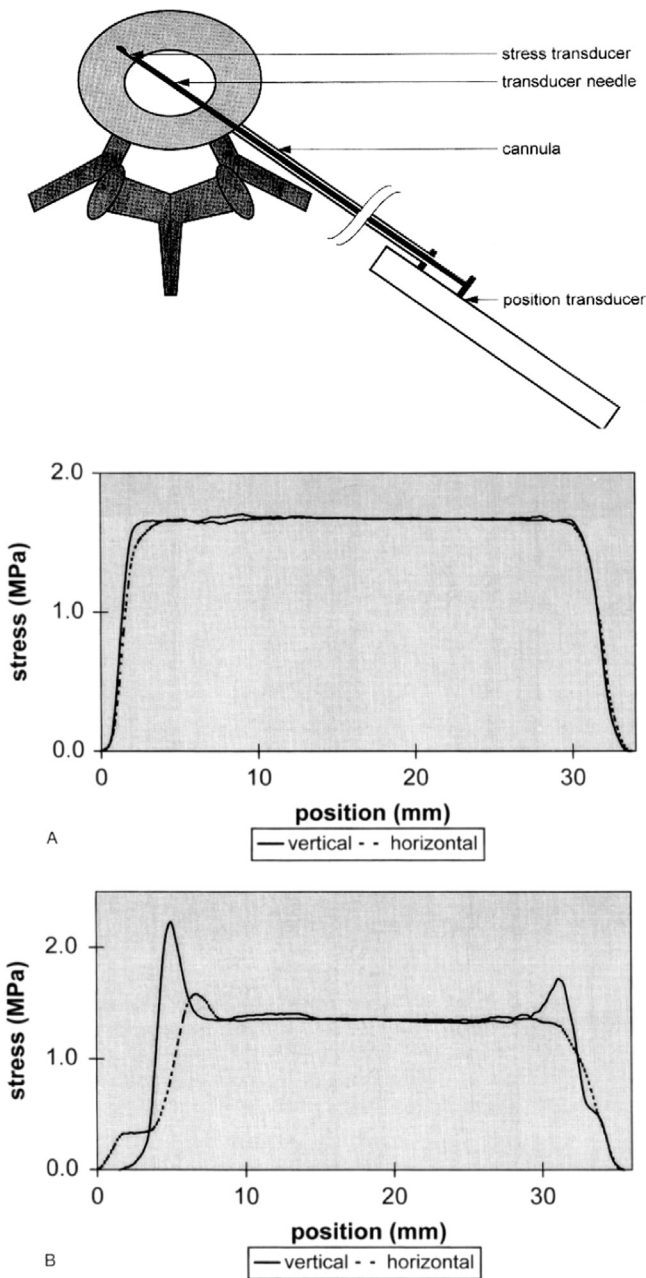 stress transducer
transducer needle
cannula
position transducer
2.0
1.0
0.0
stress (MPa)
0 10 20 30
position (mm)
A
vertical horizontal
2.0
1.0
0.0
stress (MPa)
0 10 20 30
position (mm)
B
vertical horizontal